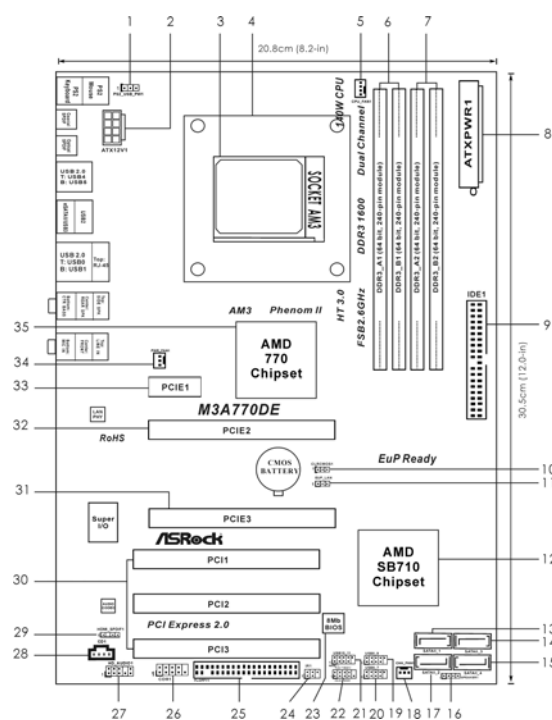 1 2 3 4 5 6 7
20.8cm (8.2-in)
PS2_USB_PW1
PS2 Mouse
PS2 Keyboard
ATX12V1
140W CPU
ATXPWR1
8
USB 2.0
T: USB4
B: USB5
USB2
USB 2.0
T: USB0
B: USB1
Top: RJ-45
SOCKET AM3
Dual Channel
DDR3 1600
FSB2.6GHz
HT 3.0
DDR3_A1 (64 bit, 240-pin module)
DDR3_B1 (64 bit, 240-pin module)
DDR3_A2 (64 bit, 240-pin module)
DDR3_B2 (64 bit, 240-pin module)
IDE1
9
30.5cm (12.0-in)
35
AM3 Phenom II
AMD
770
Chipset
34
33
PCIE1
M3A770DE
LAN
PHY
32
PCIE2
RoHS
CMOS
BATTERY
EuP Ready
10
11
31
Super
I/O
PCIE3
ASRock
AMD
SB710
Chipset
12
30
PCI1
PCI2
8Mb
BIOS
PCI Express 2.0
29
28
PCI3
13
14
15
27 26 25 24 23 22 21 20 19 18 17 16